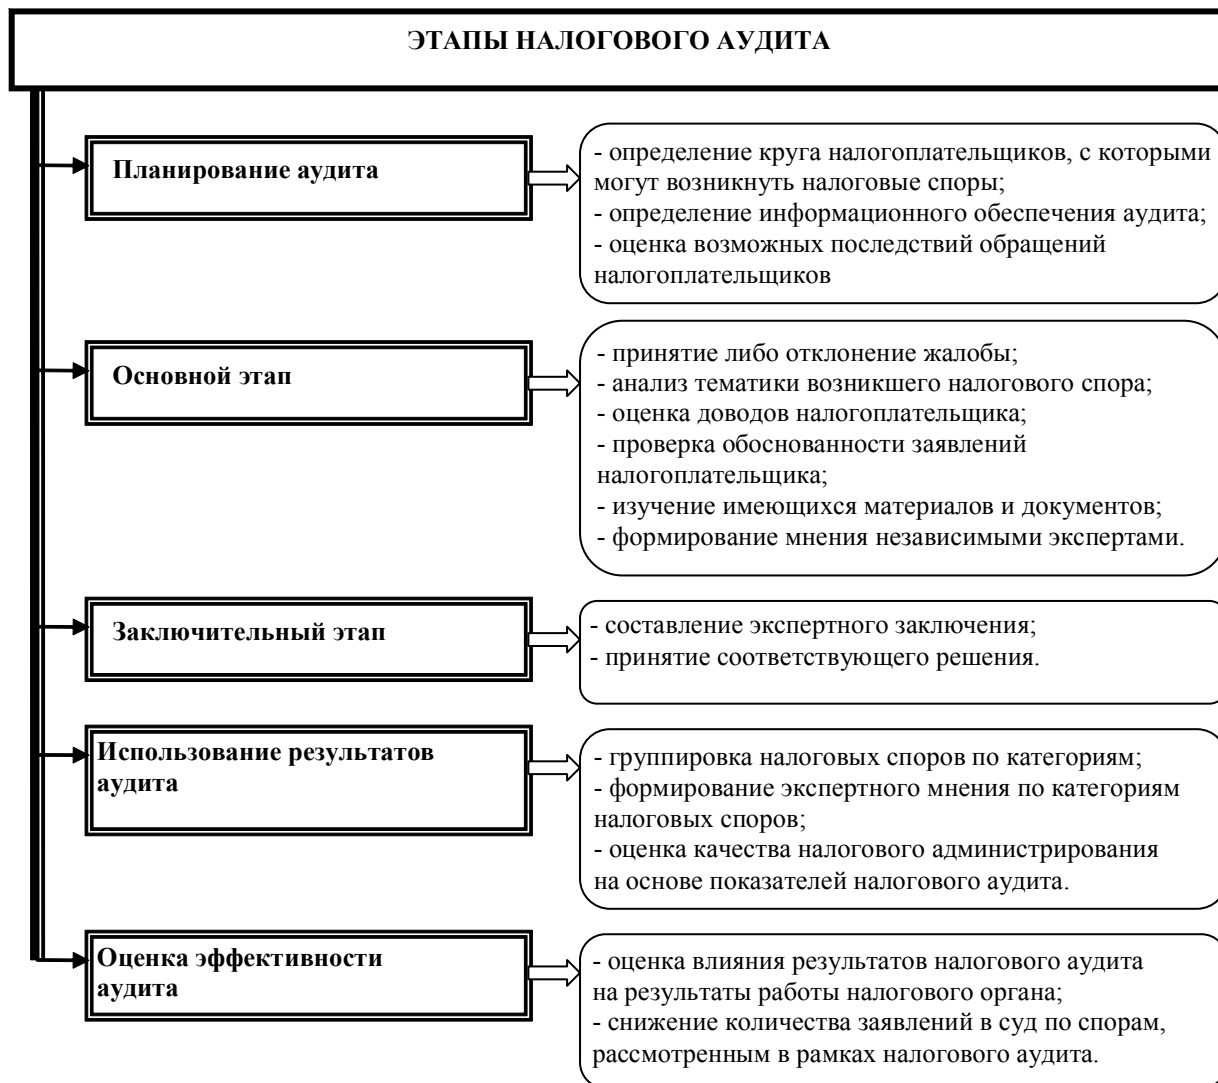 ЭТАПЫ НАЛОГОВОГО АУДИТА
Планирование аудита
- определение круга налогоплательщиков, с которыми
могут возникнуть налоговые споры;
- определение информационного обеспечения аудита;
- оценка возможных последствий обращений
налогоплательщиков
Основной этап
- принятие либо отклонение жалобы;
- анализ тематики возникшего налогового спора;
- оценка доводов налогоплательщика;
- проверка обоснованности заявлений
налогоплательщика;
- изучение имеющихся материалов и документов;
- формирование мнения независимыми экспертами.
Заключительный этап
- составление экспертного заключения;
- принятие соответствующего решения.
Использование результатов
аудита
- группировка налоговых споров по категориям;
- формирование экспертного мнения по категориям
налоговых споров;
- оценка качества налогового администрирования
на основе показателей налогового аудита.
Оценка эффективности
аудита
- оценка влияния результатов налогового аудита
на результаты работы налогового органа;
- снижение количества заявлений в суд по спорам,
рассмотренным в рамках налогового аудита.